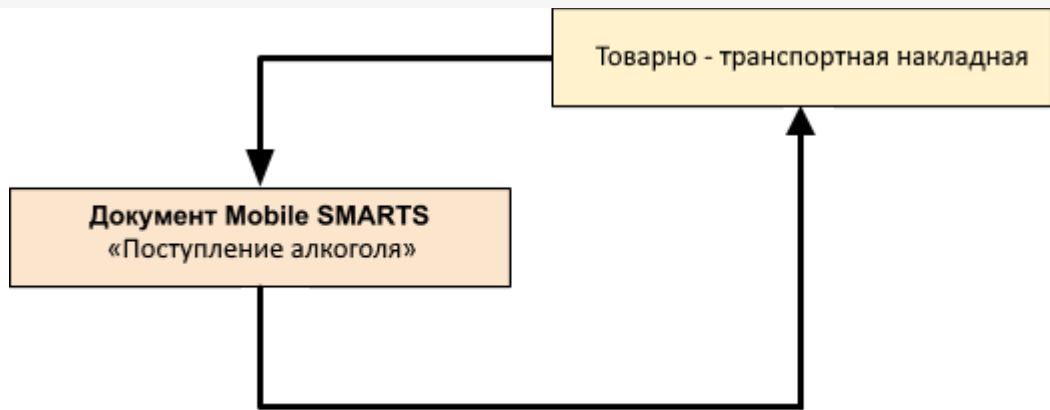 Товарно - транспортная накладная
Документ Mobile SMARTS
«Поступление алкоголя»